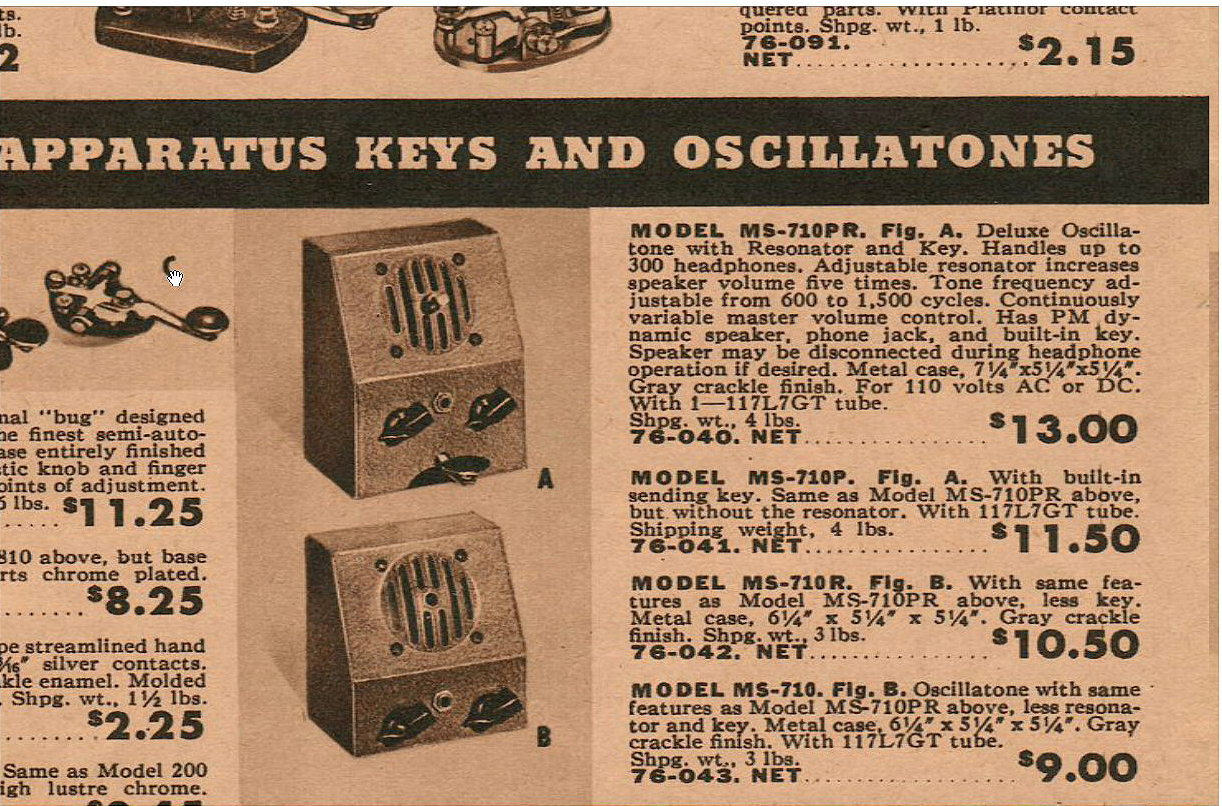 ts.
lb.
2
quered parts. With Platinor contact
points. Shpg. wt., 1 lb.
76-091.
NET..................... $2.15
APPARATUS KEYS AND OSCILLATONES
nal "bug" designed
ne finest semi-auto-
ase entirely finished
stic knob and finger
oints of adjustment.
5 lbs. $11.25
810 above, but base
rts chrome plated.
........ $8.25
pe streamlined hand
3/16" silver contacts.
kle enamel. Molded
. Shpg. wt., 1½ lbs.
........ $2.25
Same as Model 200
igh lustre chrome.
A
B
MODEL MS-710PR. Fig. A. Deluxe Oscilla-
tone with Resonator and Key. Handles up to
300 headphones. Adjustable resonator increases
speaker volume five times. Tone frequency ad-
justable from 600 to 1,500 cycles. Continuously
variable master volume control. Has PM dy-
namic speaker, phone jack, and built-in key.
Speaker may be disconnected during headphone
operation if desired. Metal case, 7¼"x5¼"x5¼".
Gray crackle finish. For 110 volts AC or DC.
With 1—117L7GT tube.
Shpg. wt., 4 lbs.
76-040. NET................ $13.00
MODEL MS-710P. Fig. A. With built-in
sending key. Same as Model MS-710PR above,
but without the resonator. With 117L7GT tube.
Shipping weight, 4 lbs.
76-041. NET................ $11.50
MODEL MS-710R. Fig. B. With same fea-
tures as Model MS-710PR above, less key.
Metal case, 6¼" x 5¼" x 5¼". Gray crackle
finish. Shpg. wt., 3 lbs.
76-042. NET................ $10.50
MODEL MS-710. Fig. B. Oscillatone with same
features as Model MS-710PR above, less resona-
tor and key. Metal case, 6¼" x 5¼" x 5¼". Gray
crackle finish. With 117L7GT tube.
Shpg. wt., 3 lbs.
76-043. NET................... $9.00